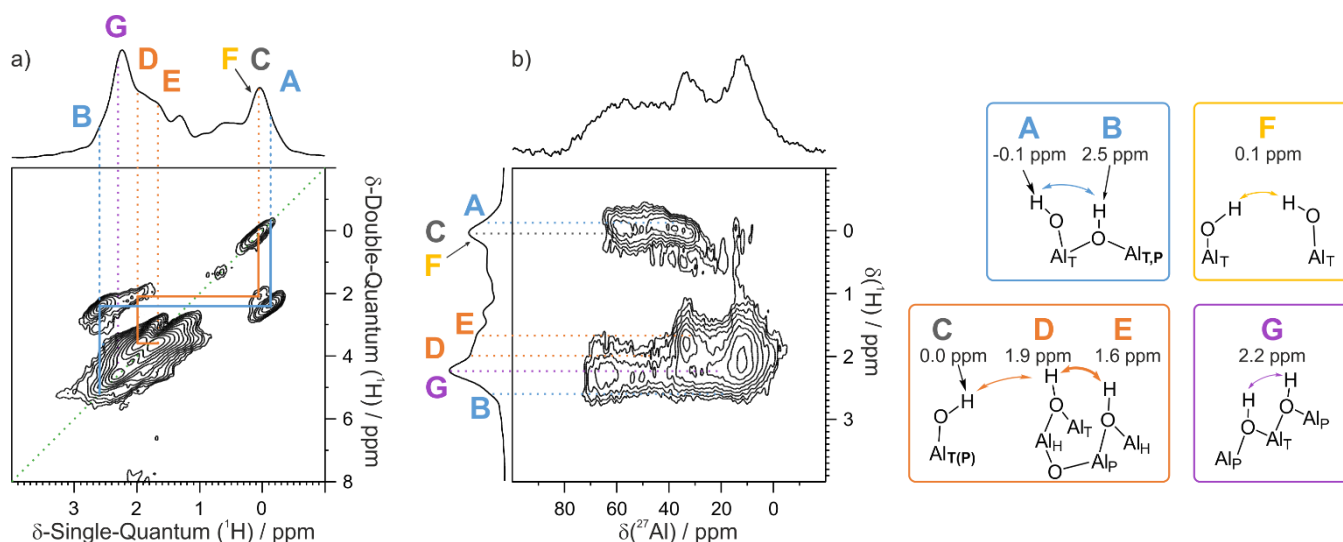 a)
G
D
E
F
C
A
B
δ-Double-Quantum (¹H) / ppm
0
2
4
6
8
3
2
1
0
δ-Single-Quantum (¹H) / ppm
b)
A
C
F
E
D
G
B
δ(¹H) / ppm
0
1
2
3
80
60
40
20
0
δ(²⁷Al) / ppm
A B
-0.1 ppm 2.5 ppm
H H
O O
Al_T Al_T,P
F
0.1 ppm
H H
O O
Al_T Al_T
C D E
0.0 ppm 1.9 ppm 1.6 ppm
H H H
O O O
Al_T(P) Al_H Al_T Al_P Al_H
O
G
2.2 ppm
H H
O O
Al_P Al_T Al_P